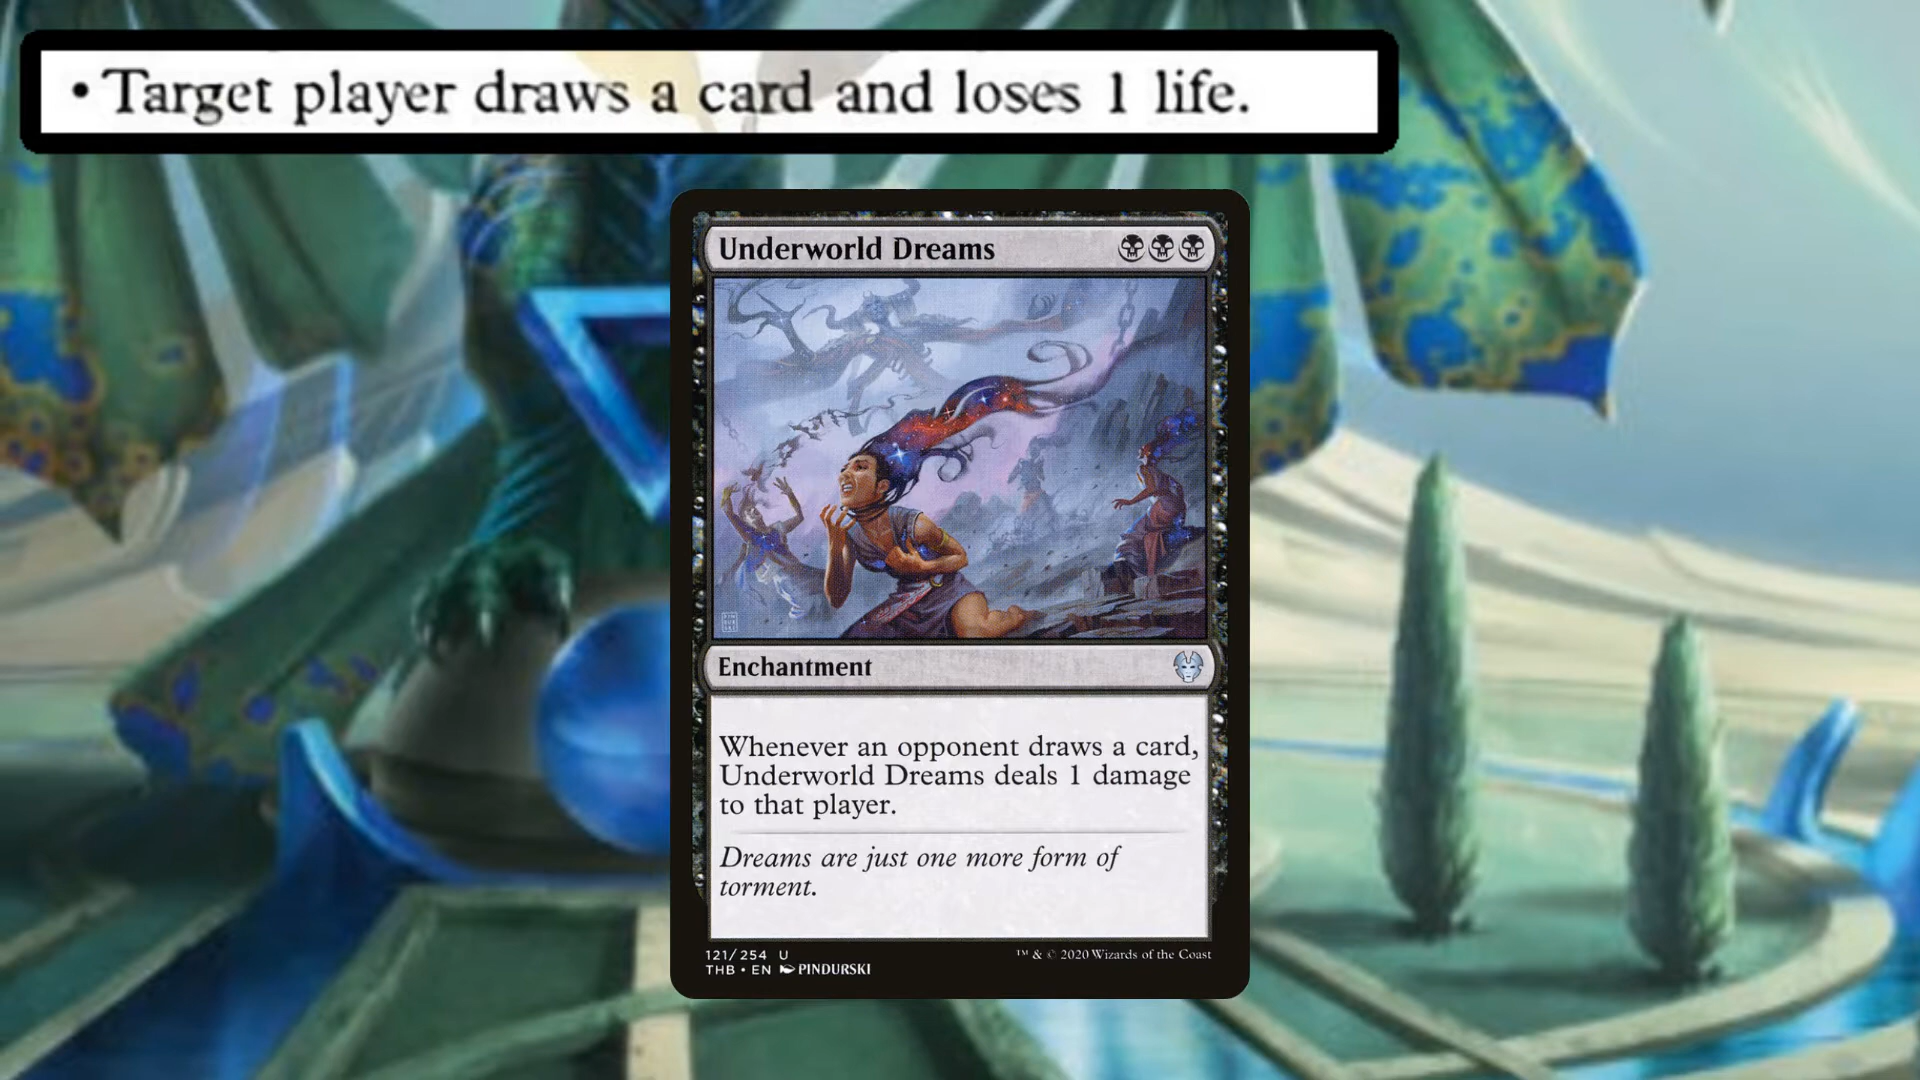 • Target player draws a card and loses 1 life.
Underworld Dreams
Enchantment
Whenever an opponent draws a card,
Underworld Dreams deals 1 damage
to that player.
Dreams are just one more form of
torment.
121/254 U
THB • EN PINDURSKI
™ & © 2020 Wizards of the Coast